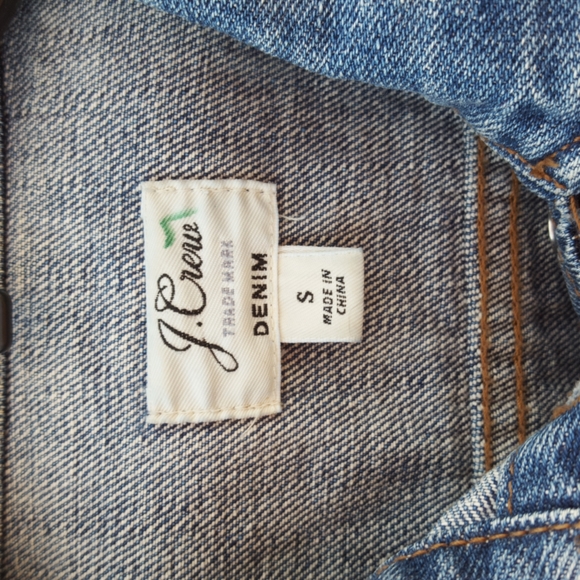 J.Crew
TRADE MARK
DENIM
S
MADE IN
CHINA